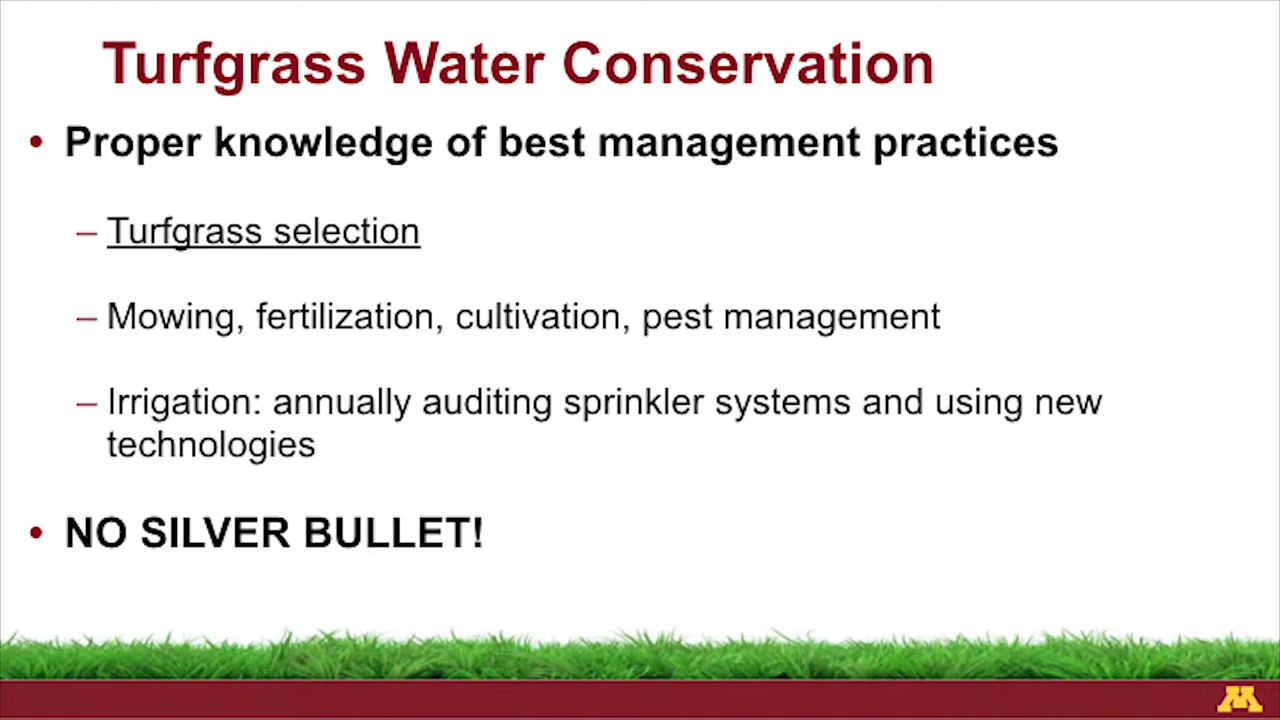 Turfgrass Water Conservation
• Proper knowledge of best management practices
– Turfgrass selection
– Mowing, fertilization, cultivation, pest management
– Irrigation: annually auditing sprinkler systems and using new
technologies
• NO SILVER BULLET!
M